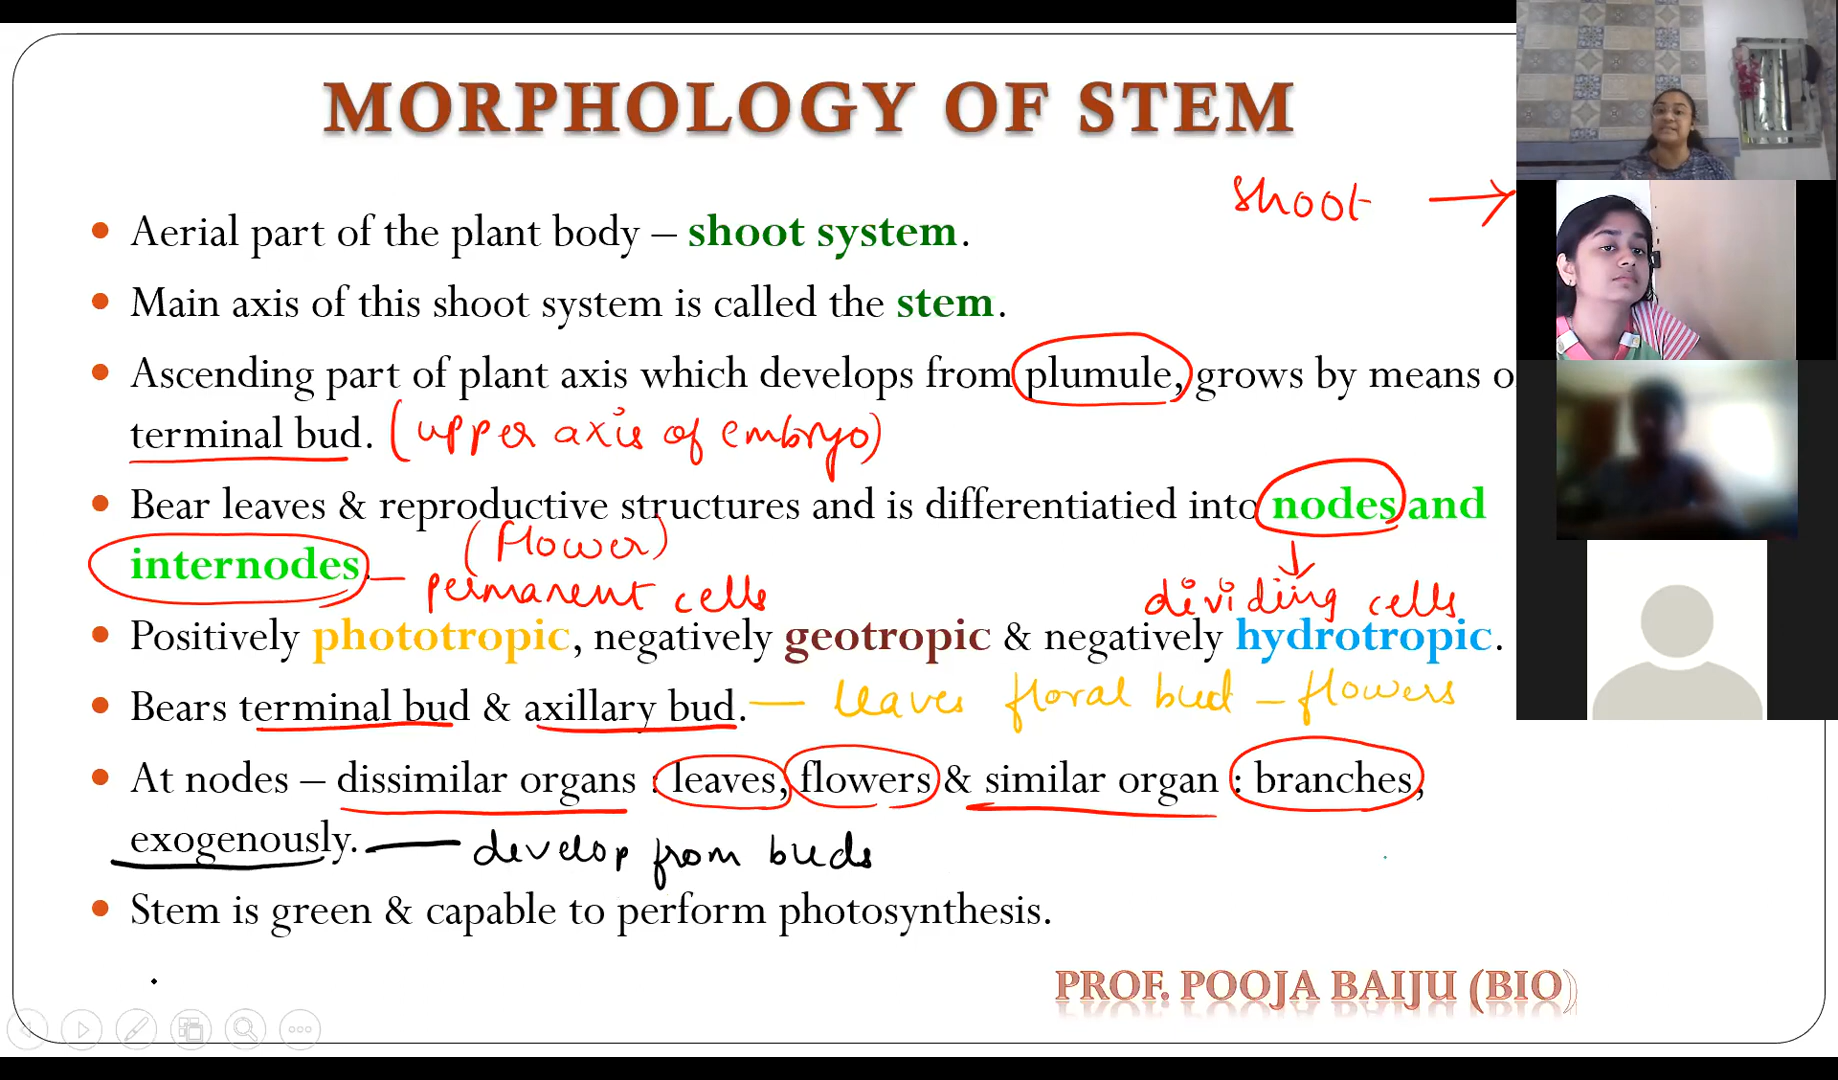 MORPHOLOGY OF STEM
shoot →
• Aerial part of the plant body – shoot system.
• Main axis of this shoot system is called the stem.
• Ascending part of plant axis which develops from plumule, grows by means o
terminal bud. (upper axis of embryo)
• Bear leaves & reproductive structures and is differentiatied into nodes and
(flower)
internodes. — permanent cells
dividing cells
• Positively phototropic, negatively geotropic & negatively hydrotropic.
• Bears terminal bud & axillary bud. — leaves floral bud – flowers
• At nodes – dissimilar organs : leaves, flowers & similar organ : branches,
exogenously. — develop from buds
• Stem is green & capable to perform photosynthesis.
PROF. POOJA BAIJU (BIO)